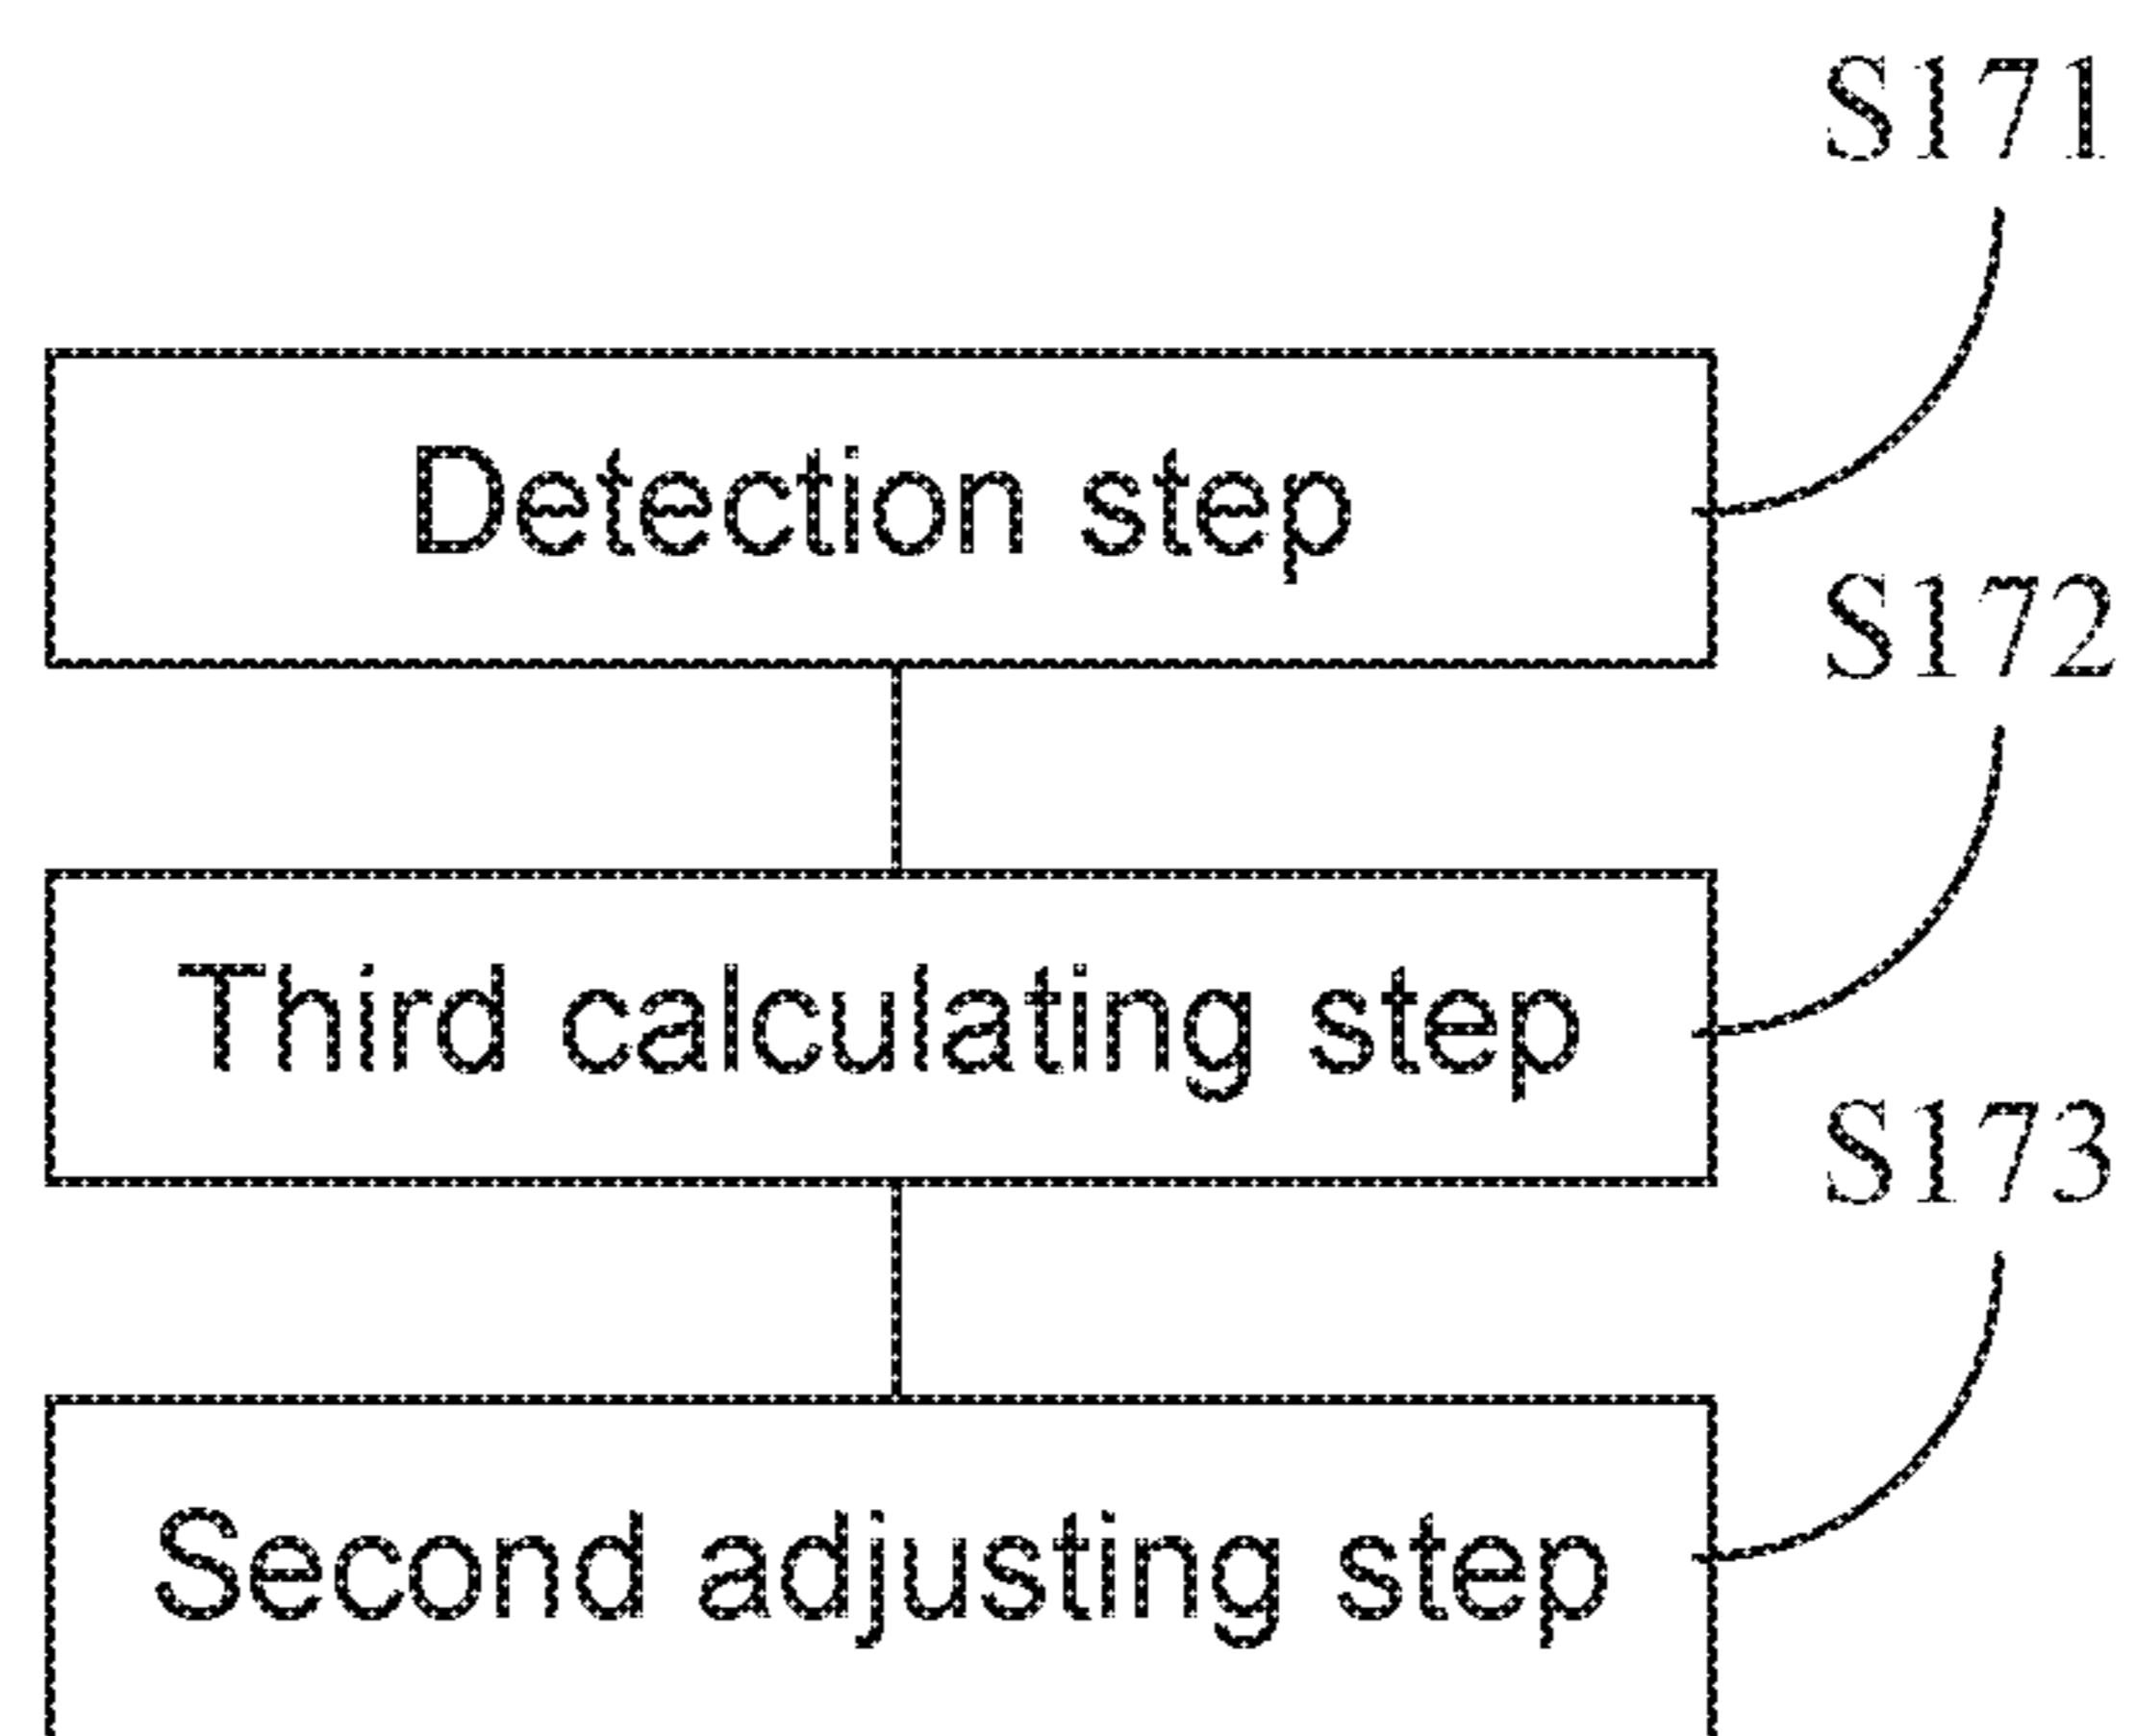 S171
Detection step
S172
Third calculating step
S173
Second adjusting step